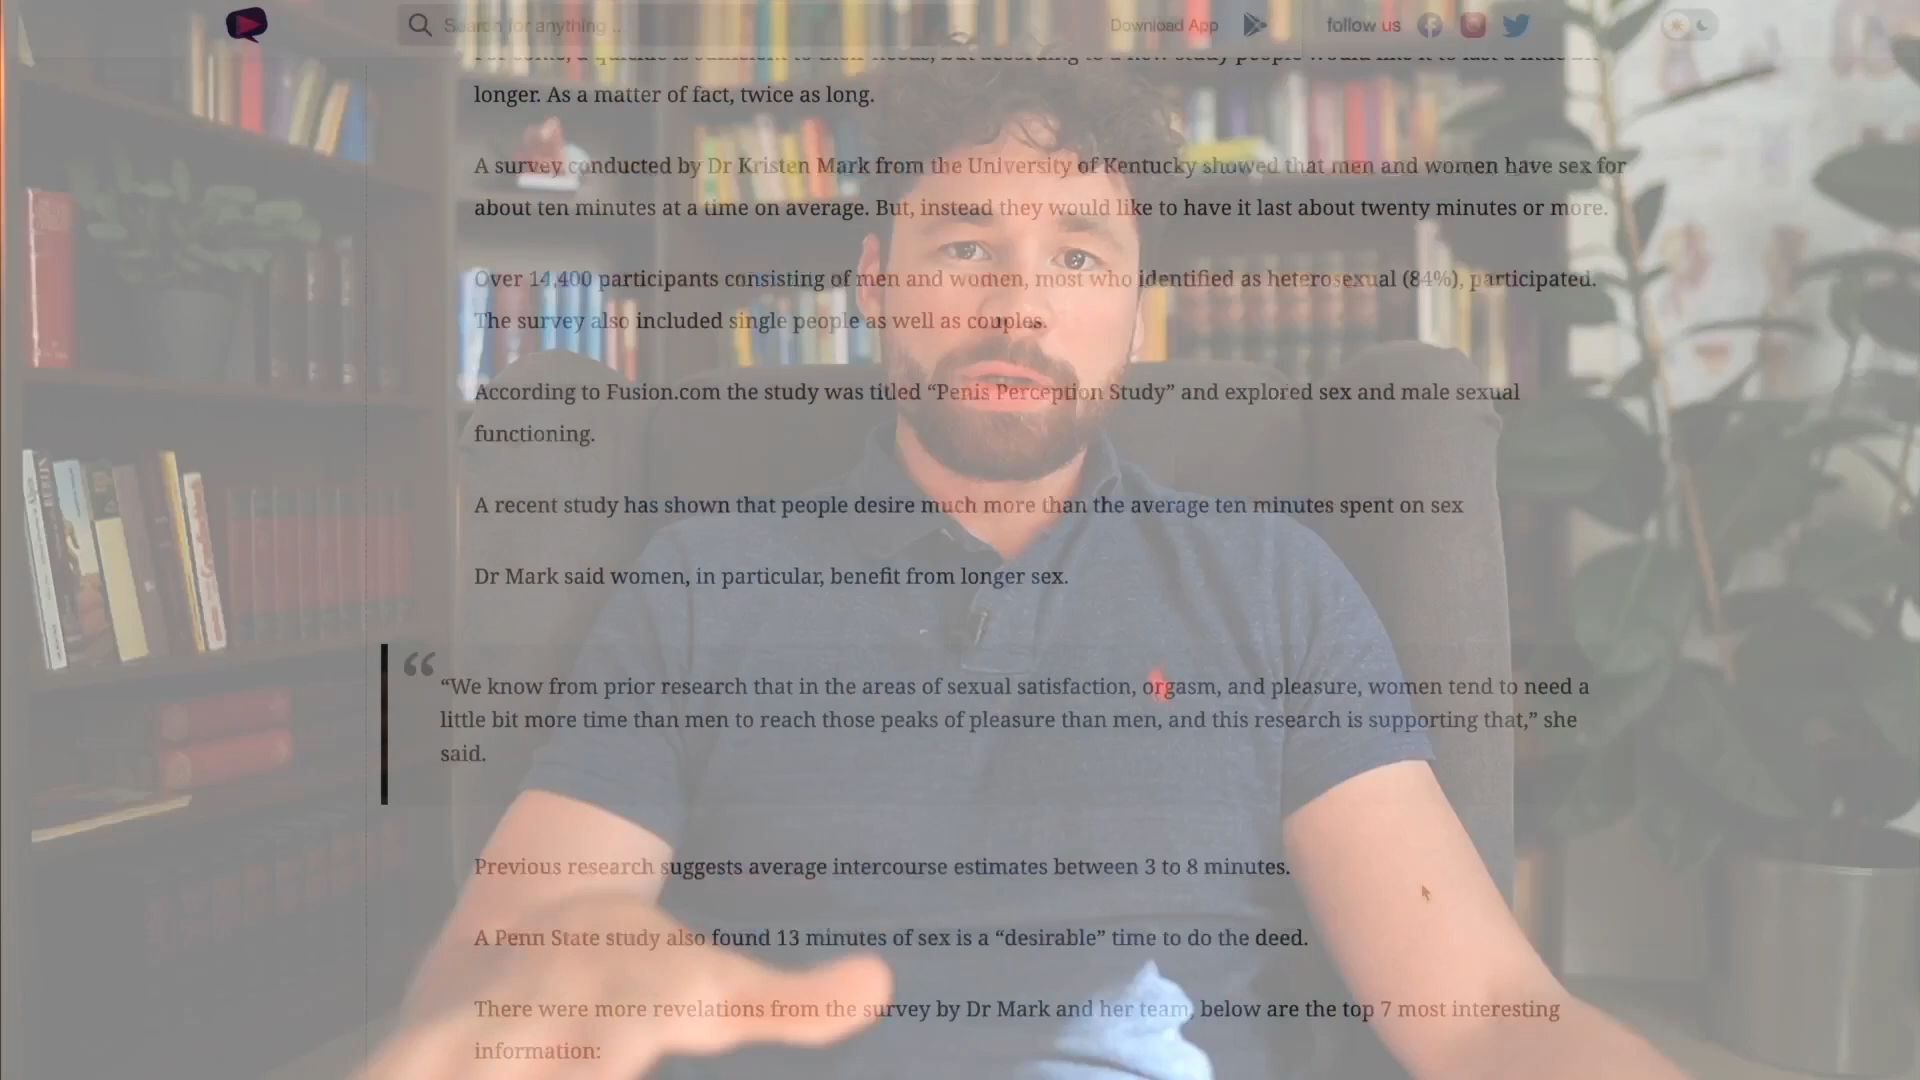 Search for anything ..
Download App
follow us
longer. As a matter of fact, twice as long.
A survey conducted by Dr Kristen Mark from the University of Kentucky showed that men and women have sex for
about ten minutes at a time on average. But, instead they would like to have it last about twenty minutes or more.
Over 14,400 participants consisting of men and women, most who identified as heterosexual (84%), participated.
The survey also included single people as well as couples.
According to Fusion.com the study was titled “Penis Perception Study” and explored sex and male sexual
functioning.
A recent study has shown that people desire much more than the average ten minutes spent on sex
Dr Mark said women, in particular, benefit from longer sex.
“We know from prior research that in the areas of sexual satisfaction, orgasm, and pleasure, women tend to need a
little bit more time than men to reach those peaks of pleasure than men, and this research is supporting that,” she
said.
Previous research suggests average intercourse estimates between 3 to 8 minutes.
A Penn State study also found 13 minutes of sex is a “desirable” time to do the deed.
There were more revelations from the survey by Dr Mark and her team, below are the top 7 most interesting
information: